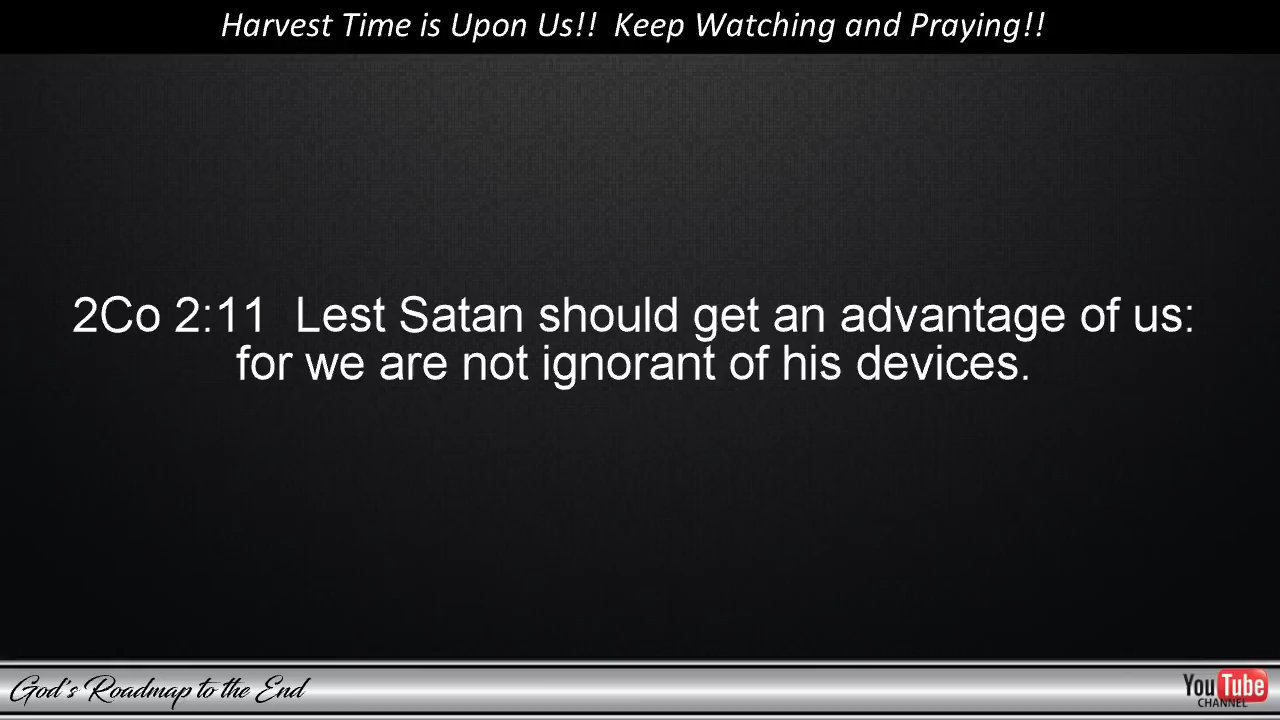 Harvest Time is Upon Us!!  Keep Watching and Praying!!
2Co 2:11  Lest Satan should get an advantage of us:
for we are not ignorant of his devices.
God's Roadmap to the End
YouTube
CHANNEL